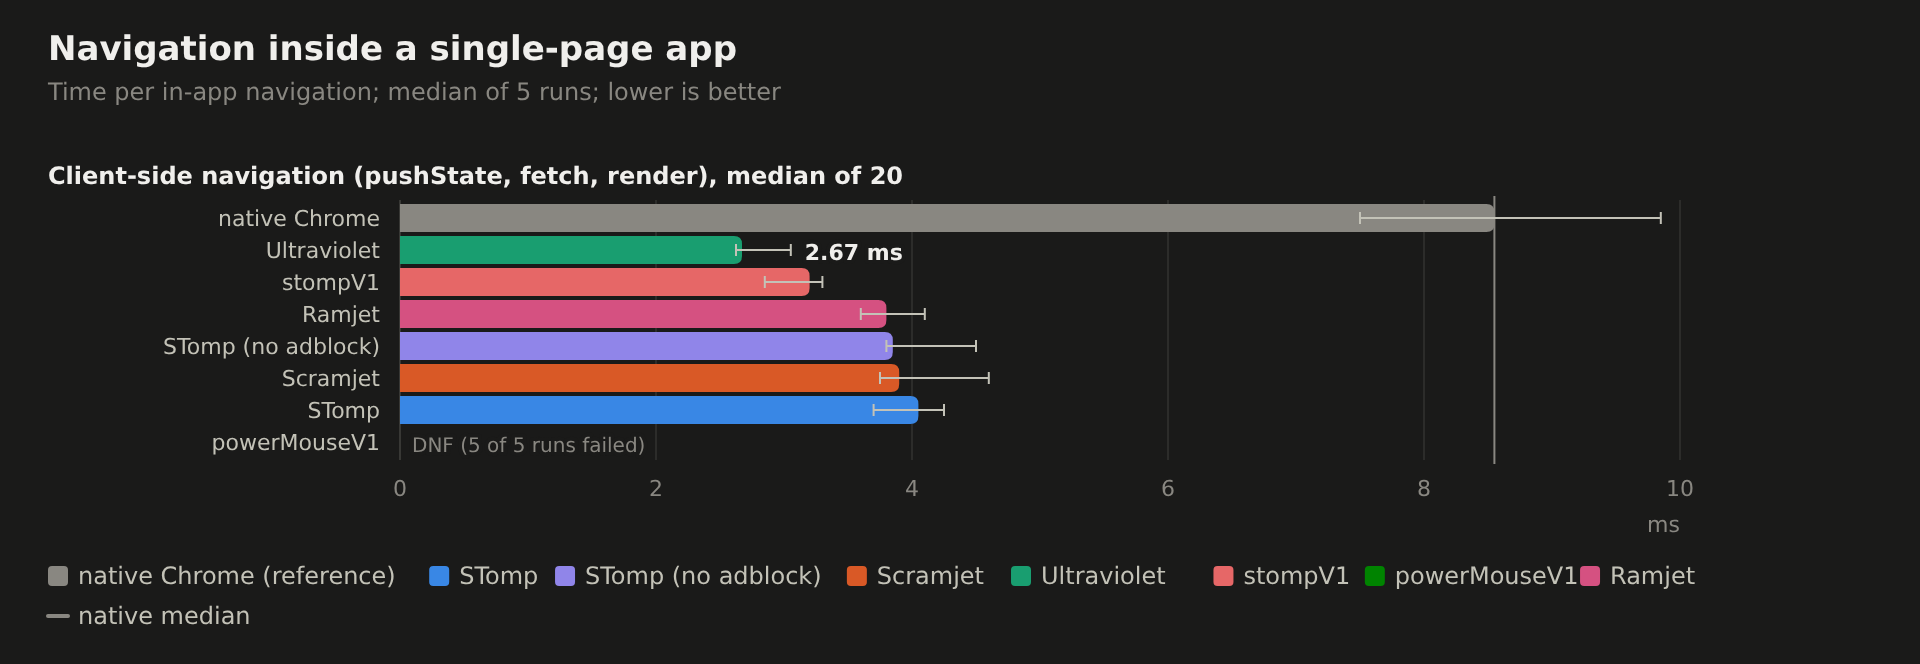 Navigation inside a single-page app
Time per in-app navigation; median of 5 runs; lower is better
Client-side navigation (pushState, fetch, render), median of 20
native Chrome
Ultraviolet 2.67 ms
stompV1
Ramjet
STomp (no adblock)
Scramjet
STomp
powerMouseV1 DNF (5 of 5 runs failed)
0 2 4 6 8 10
ms
native Chrome (reference) STomp STomp (no adblock) Scramjet Ultraviolet stompV1 powerMouseV1 Ramjet
native median